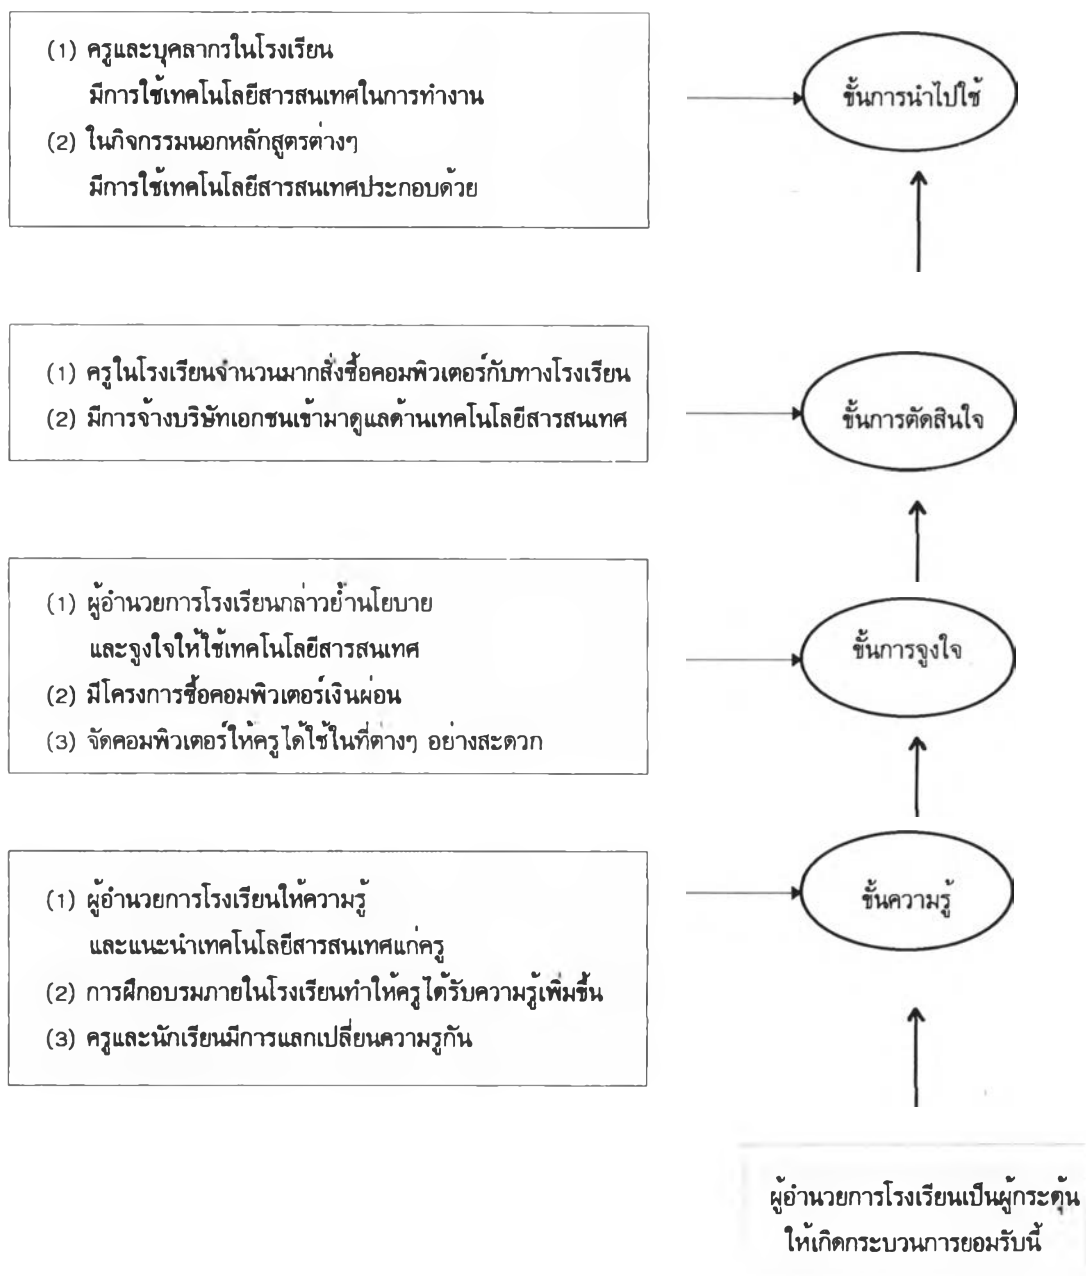 (1) ครูและบุคลากรในโรงเรียน
มีการใช้เทคโนโลยีสารสนเทศในการทำงาน
(2) ในกิจกรรมนอกหลักสูตรต่างๆ
มีการใช้เทคโนโลยีสารสนเทศประกอบด้วย
ขั้นการนำไปใช้
(1) ครูในโรงเรียนจำนวนมากสั่งซื้อคอมพิวเตอร์กับทางโรงเรียน
(2) มีการจ้างบริษัทเอกชนเข้ามาดูแลด้านเทคโนโลยีสารสนเทศ
ขั้นการตัดสินใจ
(1) ผู้อำนวยการโรงเรียนกล่าวย้ำนโยบาย
และจูงใจให้ใช้เทคโนโลยีสารสนเทศ
(2) มีโครงการซื้อคอมพิวเตอร์เงินผ่อน
(3) จัดคอมพิวเตอร์ให้ครูได้ใช้ในที่ต่างๆ อย่างสะดวก
ขั้นการจูงใจ
(1) ผู้อำนวยการโรงเรียนให้ความรู้
และแนะนำเทคโนโลยีสารสนเทศแก่ครู
(2) การฝึกอบรมภายในโรงเรียนทำให้ครูได้รับความรู้เพิ่มขึ้น
(3) ครูและนักเรียนมีการแลกเปลี่ยนความรูกัน
ขั้นความรู้
ผู้อำนวยการโรงเรียนเป็นผู้กระตุ้น
ให้เกิดกระบวนการยอมรับนี้